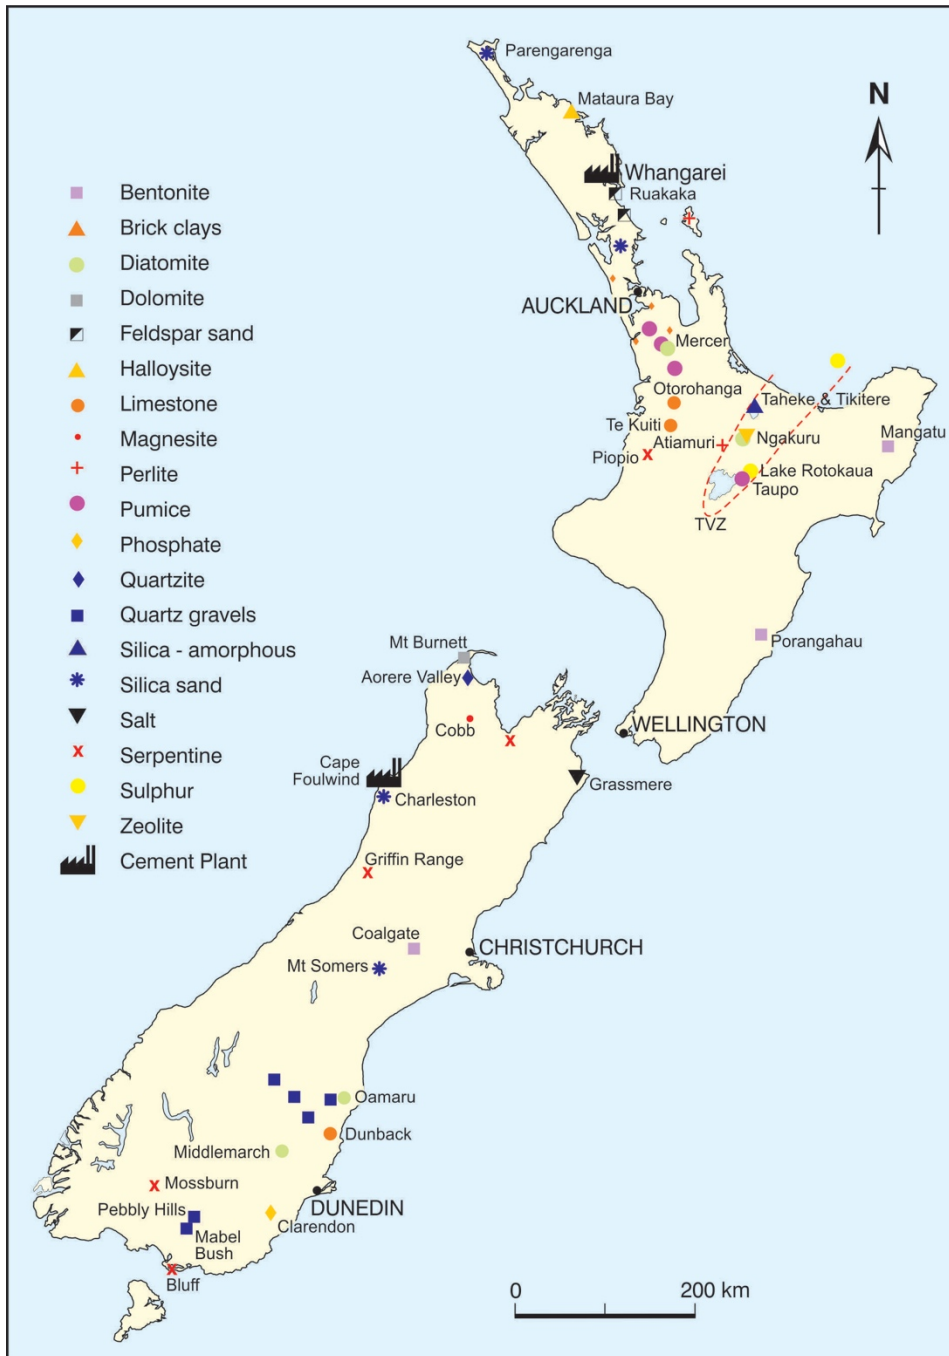 Parengarenga
Mataura Bay
N
Whangarei
Ruakaka
Bentonite
Brick clays
Diatomite
Dolomite
Feldspar sand
Halloysite
Limestone
Magnesite
Perlite
Pumice
Phosphate
Quartzite
Quartz gravels
Silica - amorphous
Silica sand
Salt
Serpentine
Sulphur
Zeolite
Cement Plant
AUCKLAND
Mercer
Otorohanga
Taheke & Tikitere
Te Kuiti
Atiamuri
Ngakuru
Mangatu
Piopio
Lake Rotokaua
Taupo
TVZ
Porangahau
Mt Burnett
Aorere Valley
WELLINGTON
Cobb
Cape
Foulwind
Grassmere
Charleston
Griffin Range
Coalgate
CHRISTCHURCH
Mt Somers
Oamaru
Dunback
Middlemarch
Mossburn
DUNEDIN
Pebbly Hills
Clarendon
Mabel
Bush
Bluff
0
200 km